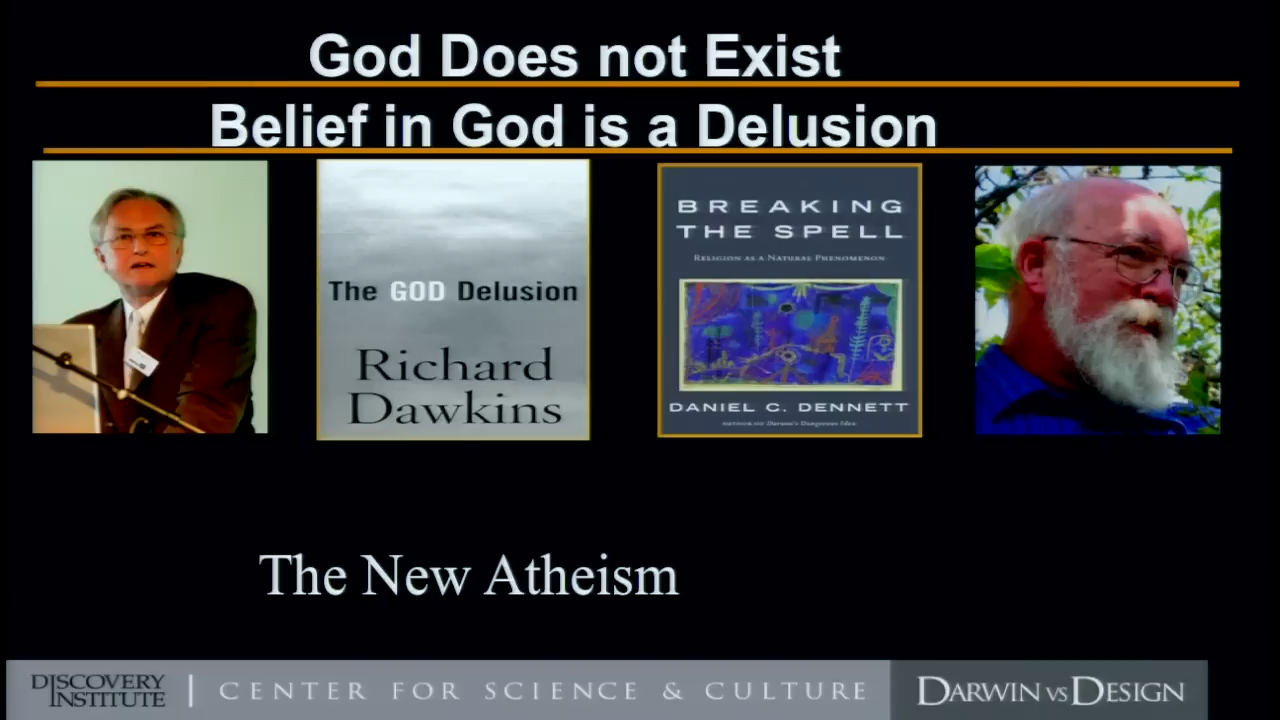 God Does not Exist
Belief in God is a Delusion
The GOD Delusion
Richard
Dawkins
BREAKING
THE SPELL
RELIGION AS A NATURAL PHENOMENON
DANIEL C. DENNETT
AUTHOR OF Darwin's Dangerous Idea
The New Atheism
DISCOVERY
INSTITUTE
CENTER FOR SCIENCE & CULTURE
DARWIN VS DESIGN